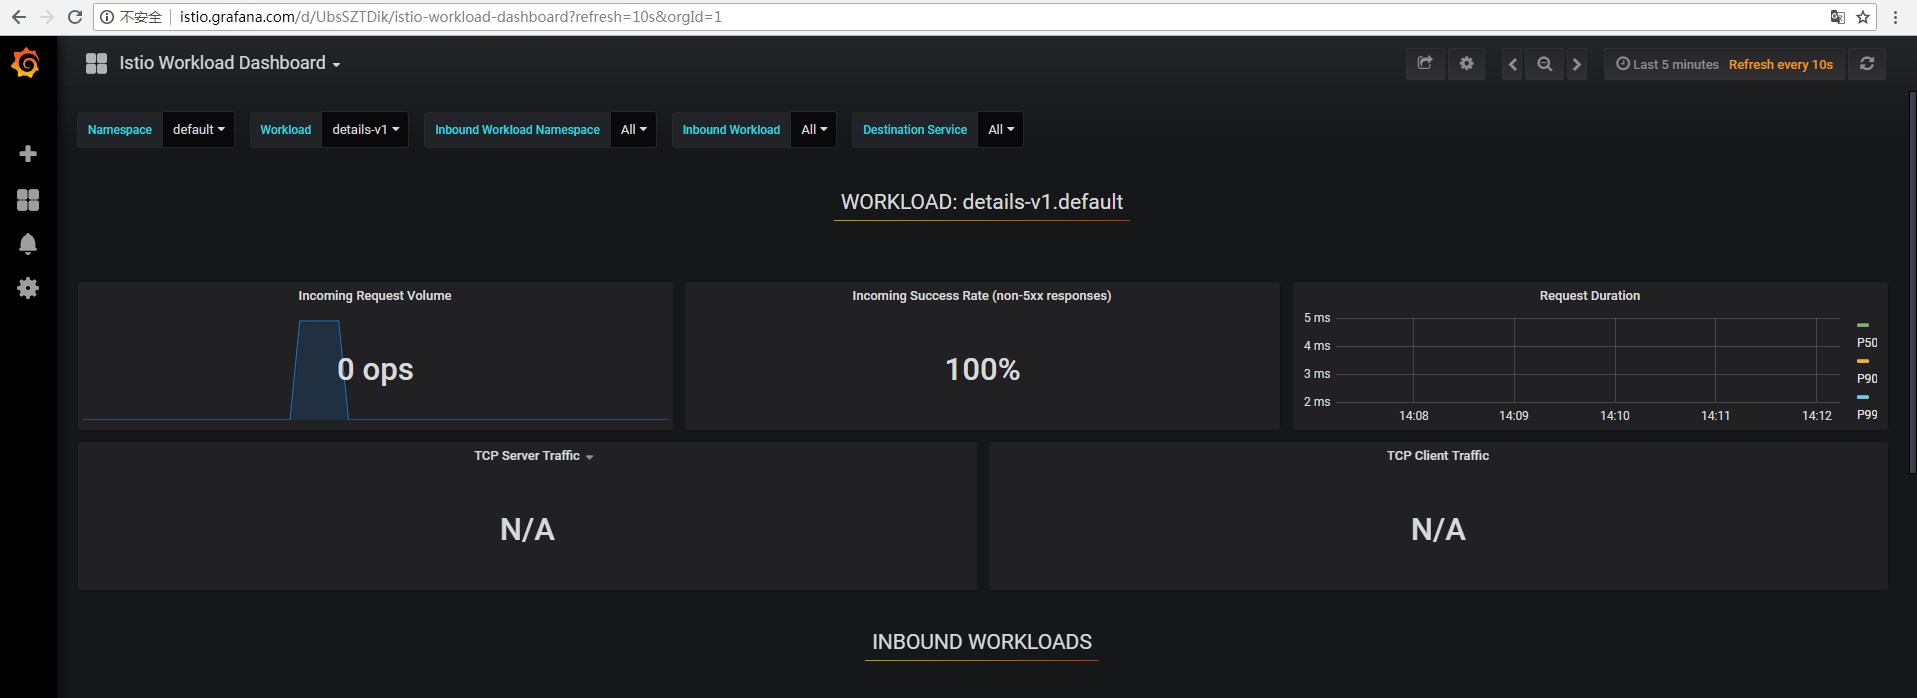 不安全 istio.grafana.com/d/UbsSZTDik/istio-workload-dashboard?refresh=10s&orgId=1
Istio Workload Dashboard
Last 5 minutes Refresh every 10s
Namespace default Workload details-v1 Inbound Workload Namespace All Inbound Workload All Destination Service All
WORKLOAD: details-v1.default
Incoming Request Volume
0 ops
Incoming Success Rate (non-5xx responses)
100%
Request Duration
5 ms
4 ms
3 ms
2 ms
14:08 14:09 14:10 14:11 14:12
P50
P90
P99
TCP Server Traffic
N/A
TCP Client Traffic
N/A
INBOUND WORKLOADS